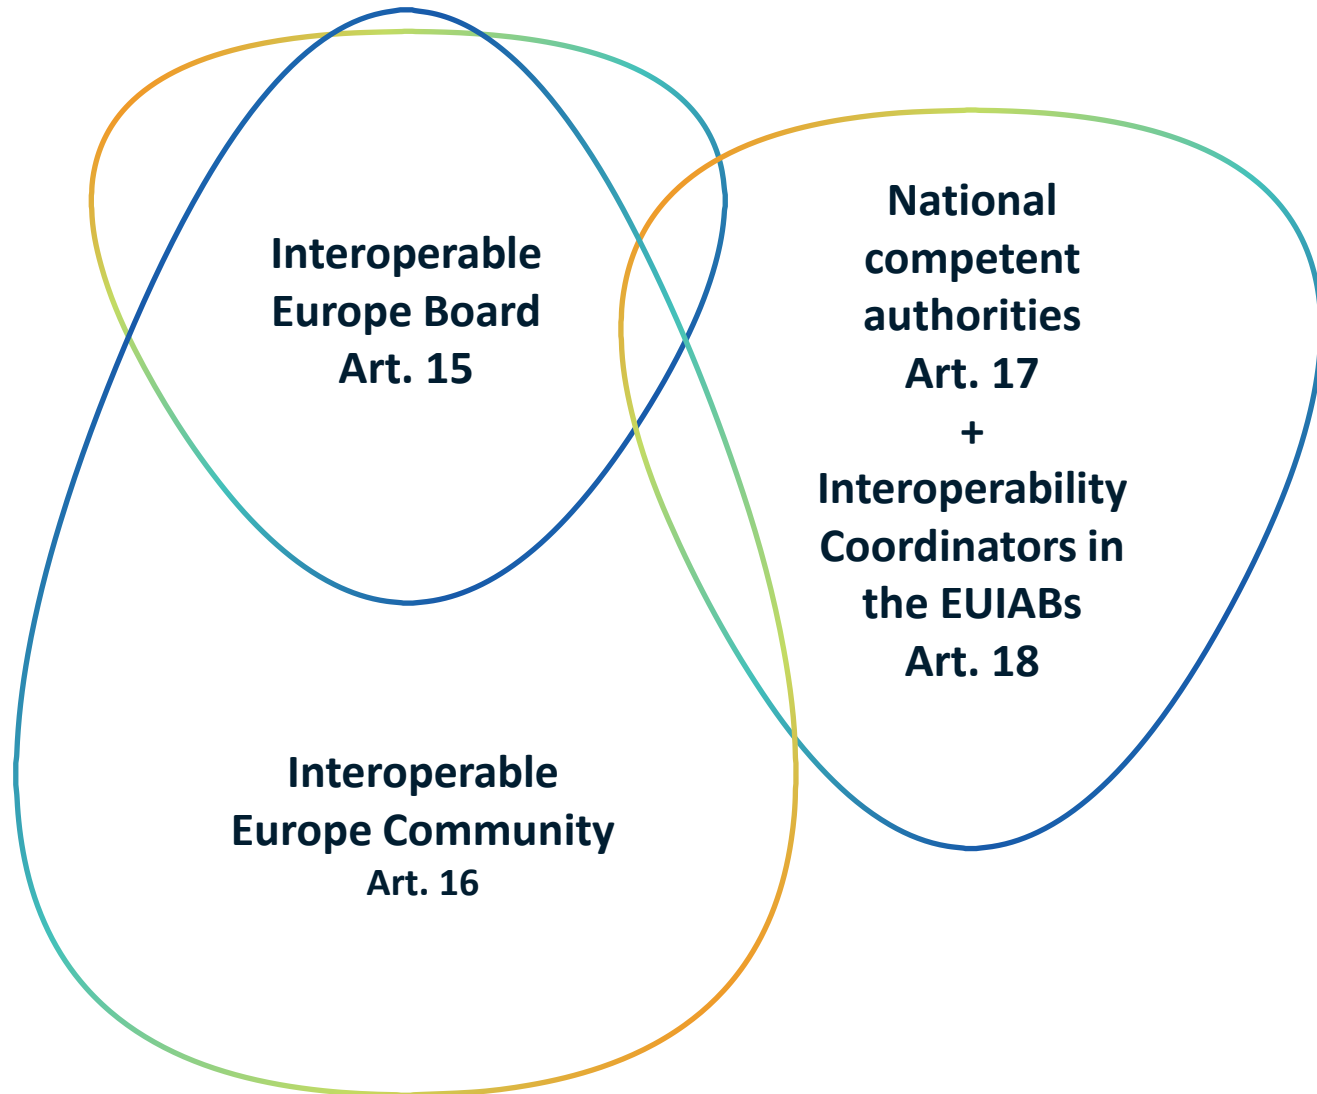 Interoperable
Europe Board
Art. 15
National
competent
authorities
Art. 17
+
Interoperability
Coordinators in
the EUIABs
Art. 18
Interoperable
Europe Community
Art. 16